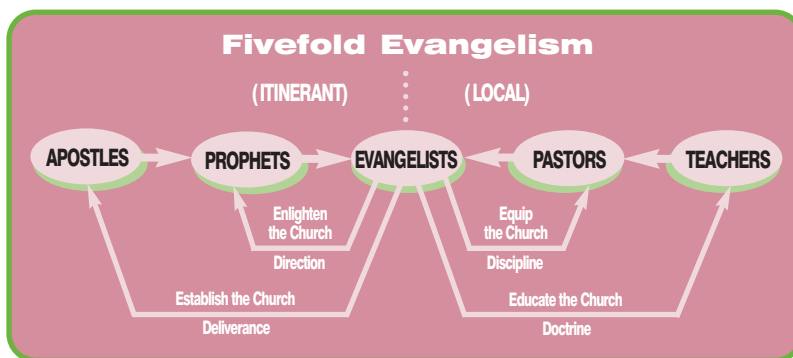 Fivefold Evangelism
(ITINERANT) (LOCAL)
APOSTLES PROPHETS EVANGELISTS PASTORS TEACHERS
Enlighten
the Church
Direction
Equip
the Church
Discipline
Establish the Church
Deliverance
Educate the Church
Doctrine